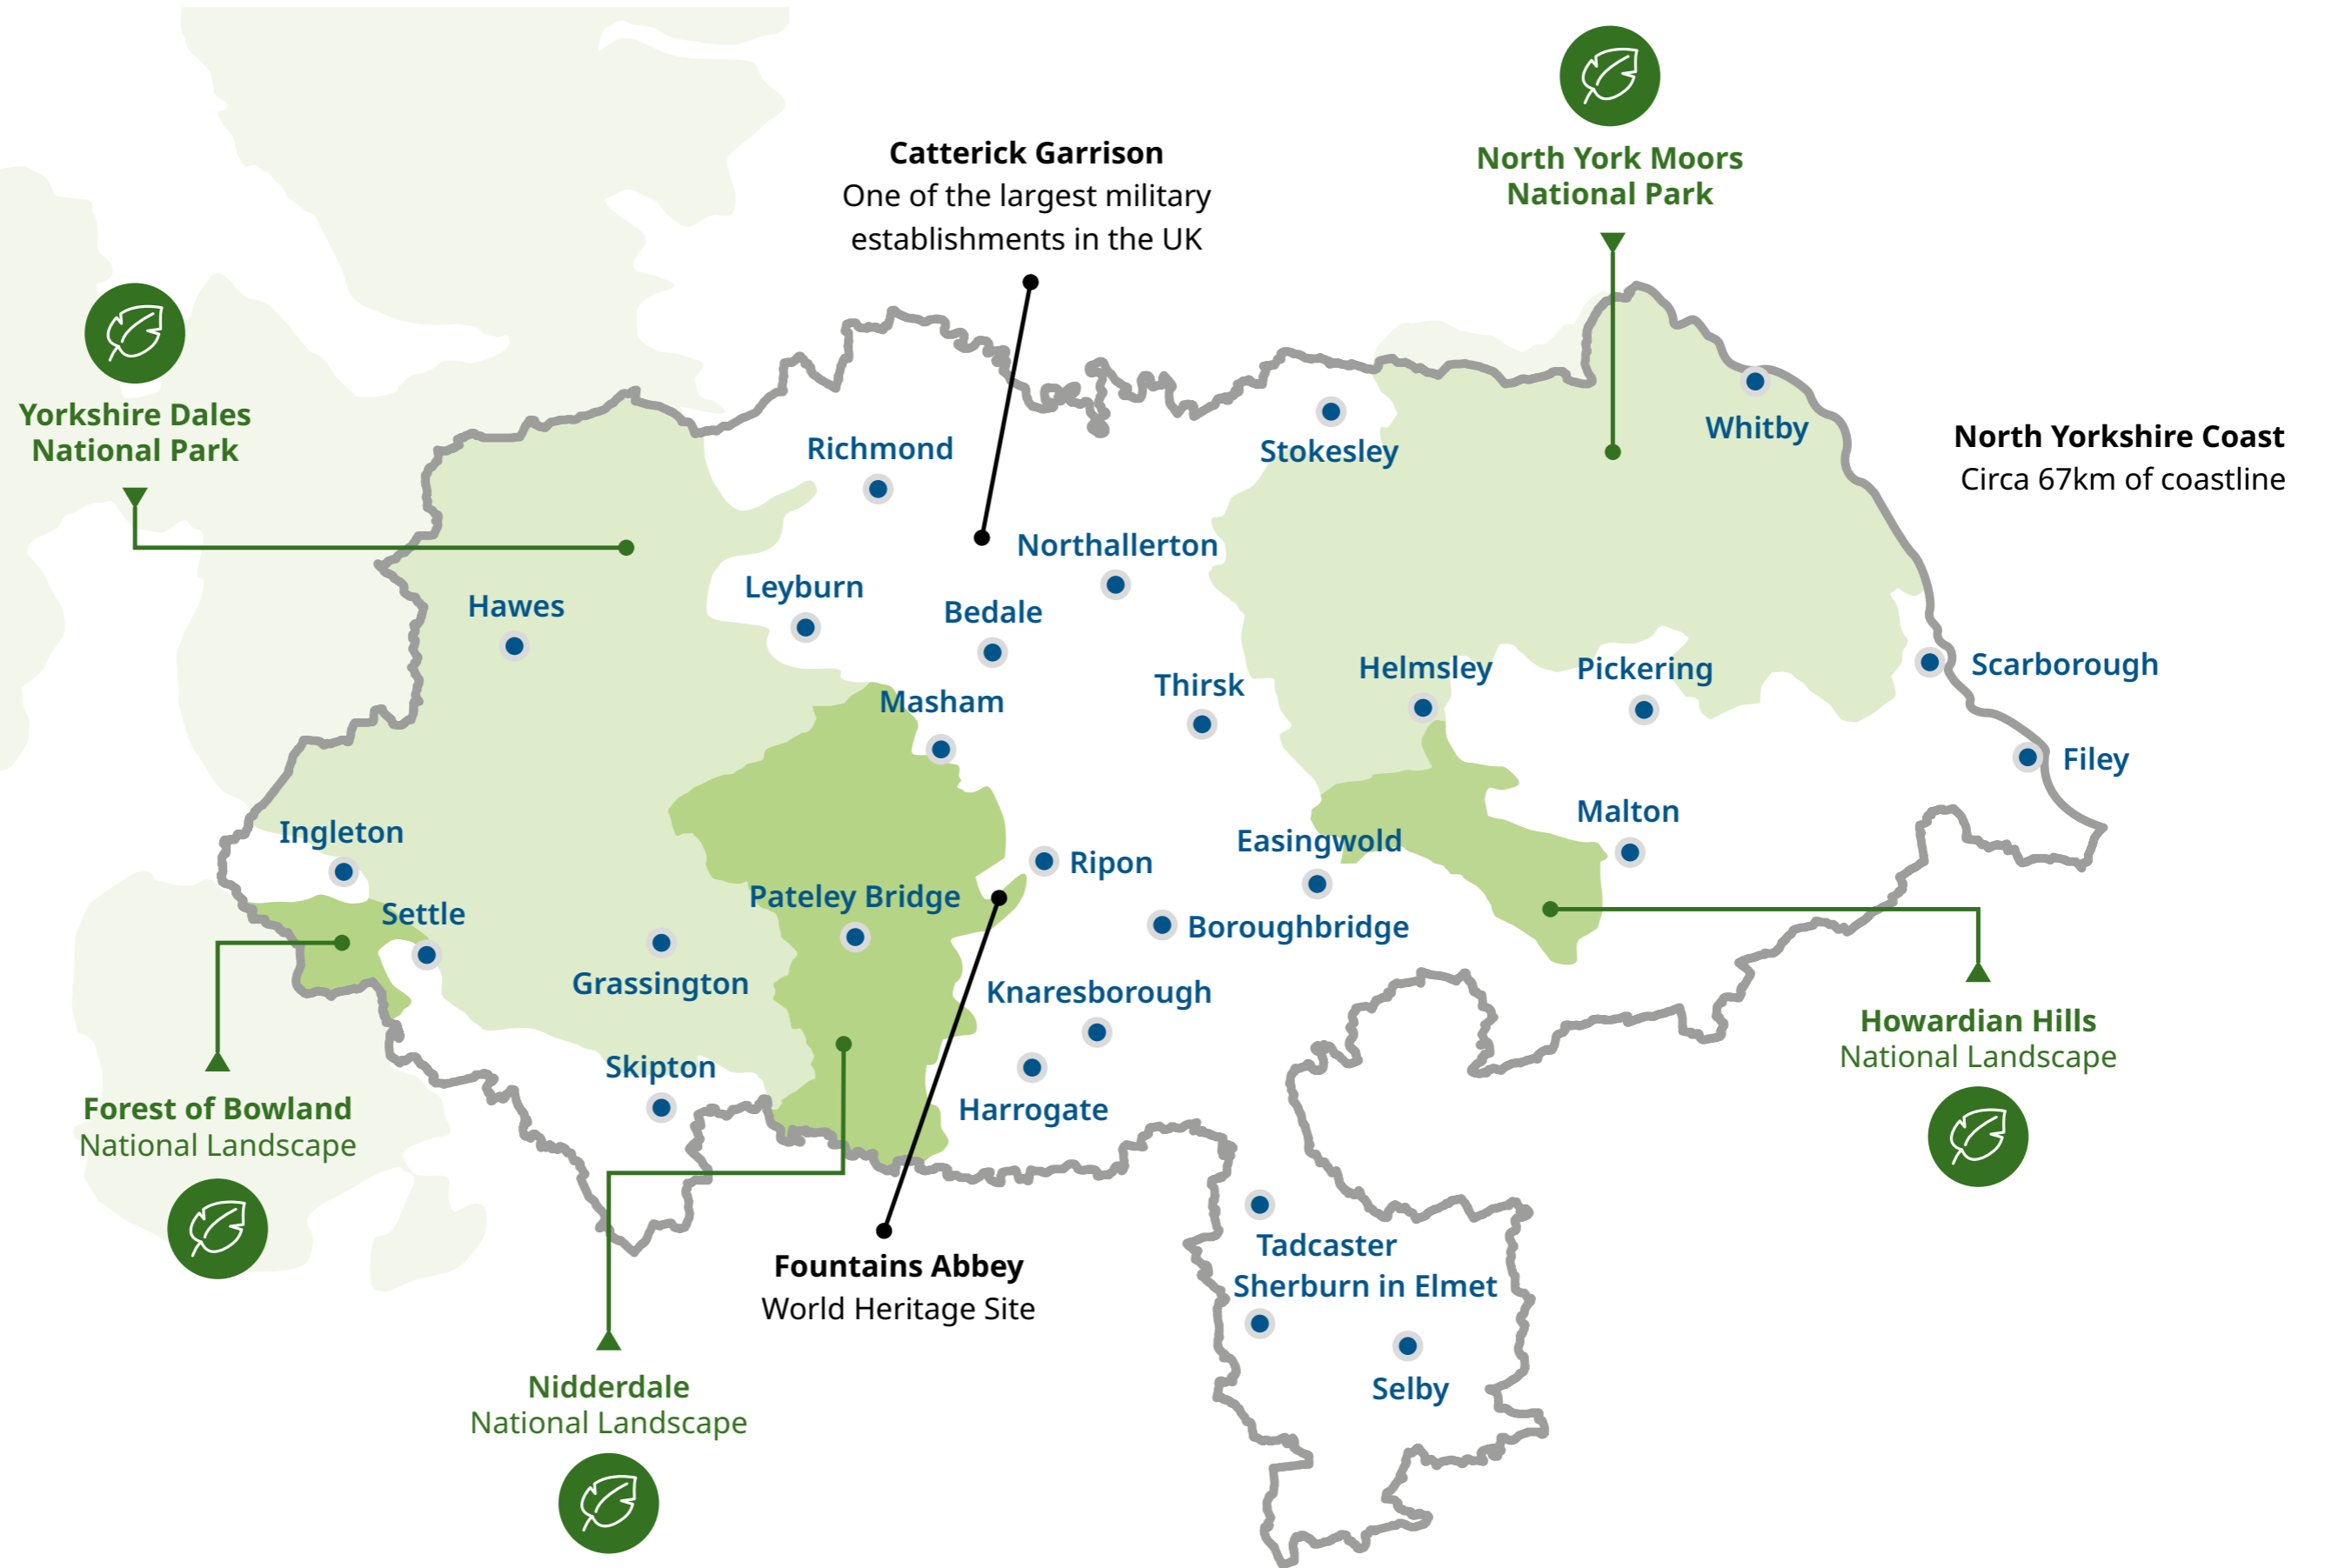 Catterick Garrison
One of the largest military
establishments in the UK
North York Moors
National Park
Yorkshire Dales
National Park
Whitby
North Yorkshire Coast
Circa 67km of coastline
Richmond
Stokesley
Northallerton
Leyburn
Hawes
Bedale
Masham
Thirsk
Helmsley
Pickering
Scarborough
Filey
Ingleton
Malton
Easingwold
Ripon
Pateley Bridge
Settle
Boroughbridge
Grassington
Knaresborough
Howardian Hills
National Landscape
Skipton
Harrogate
Forest of Bowland
National Landscape
Tadcaster
Fountains Abbey
World Heritage Site
Sherburn in Elmet
Selby
Nidderdale
National Landscape